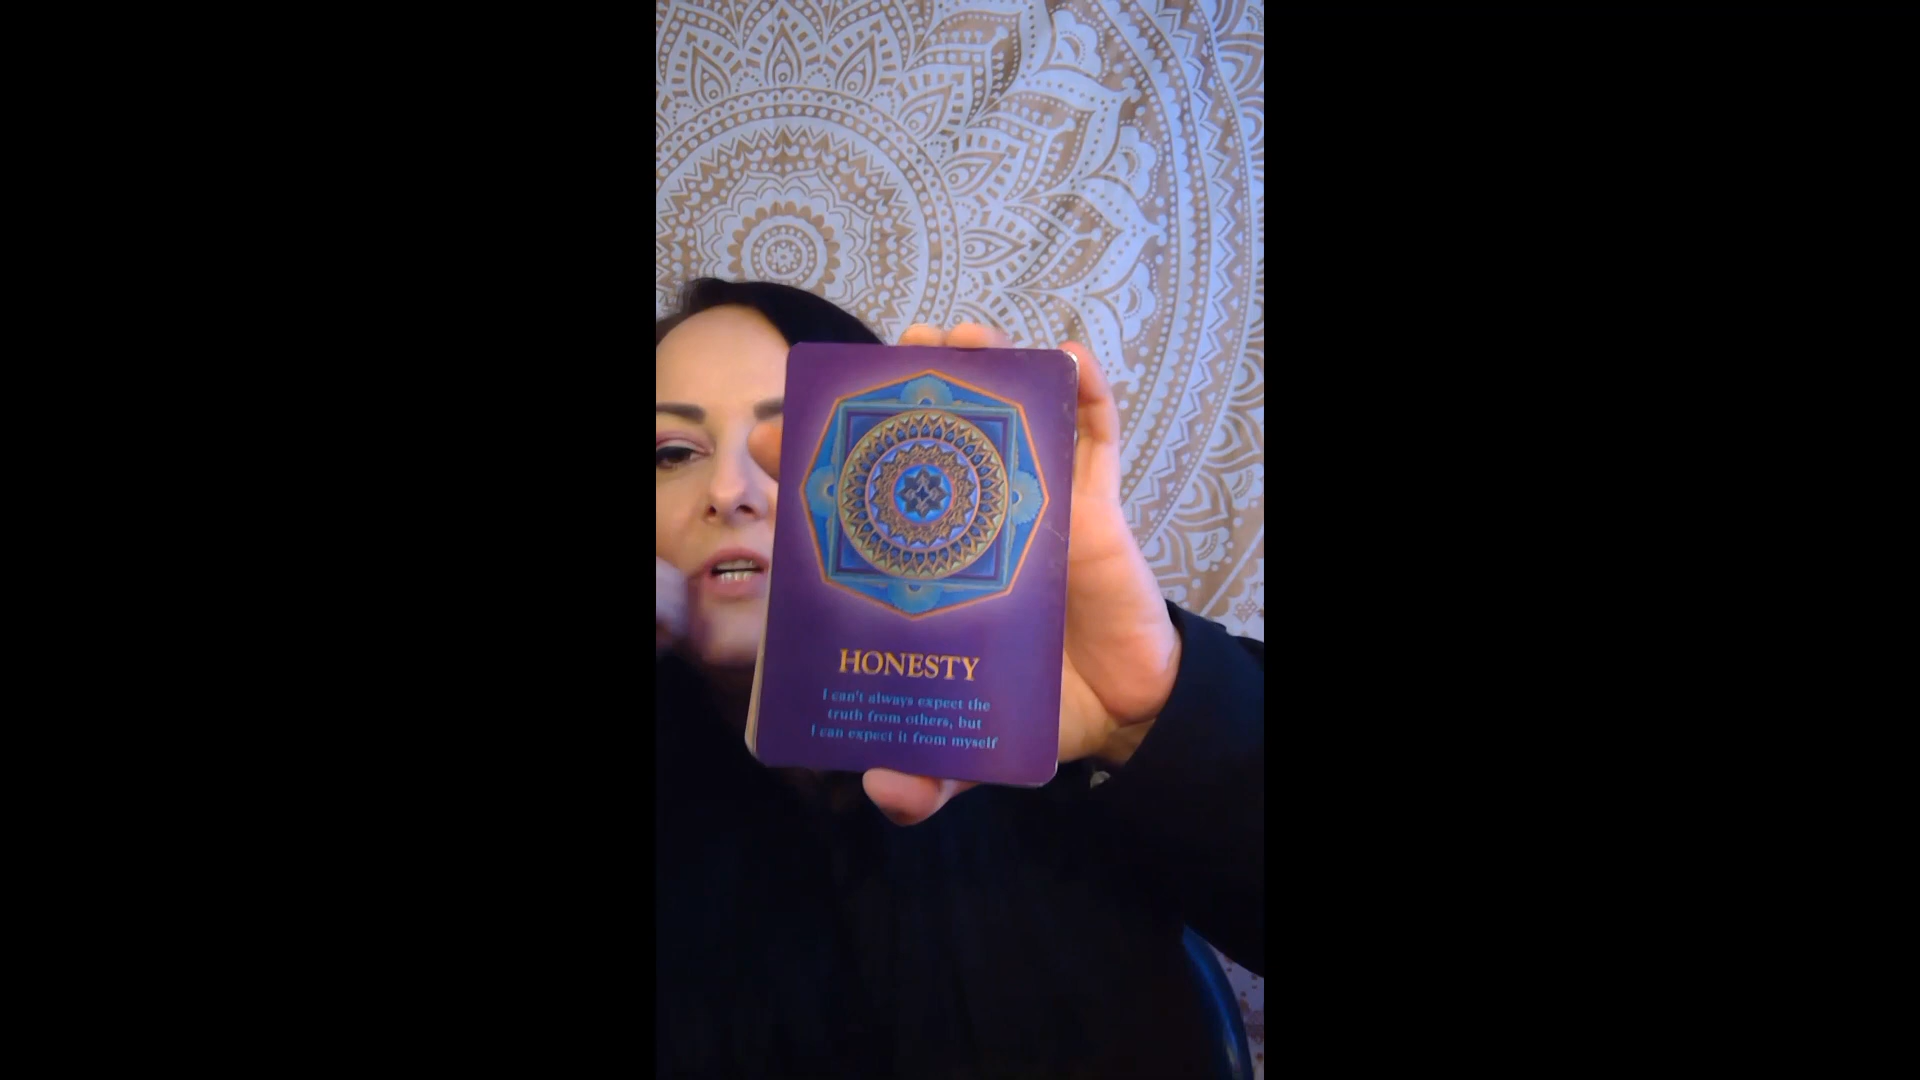 HONESTY
I can't always expect the
truth from others, but
I can expect it from myself